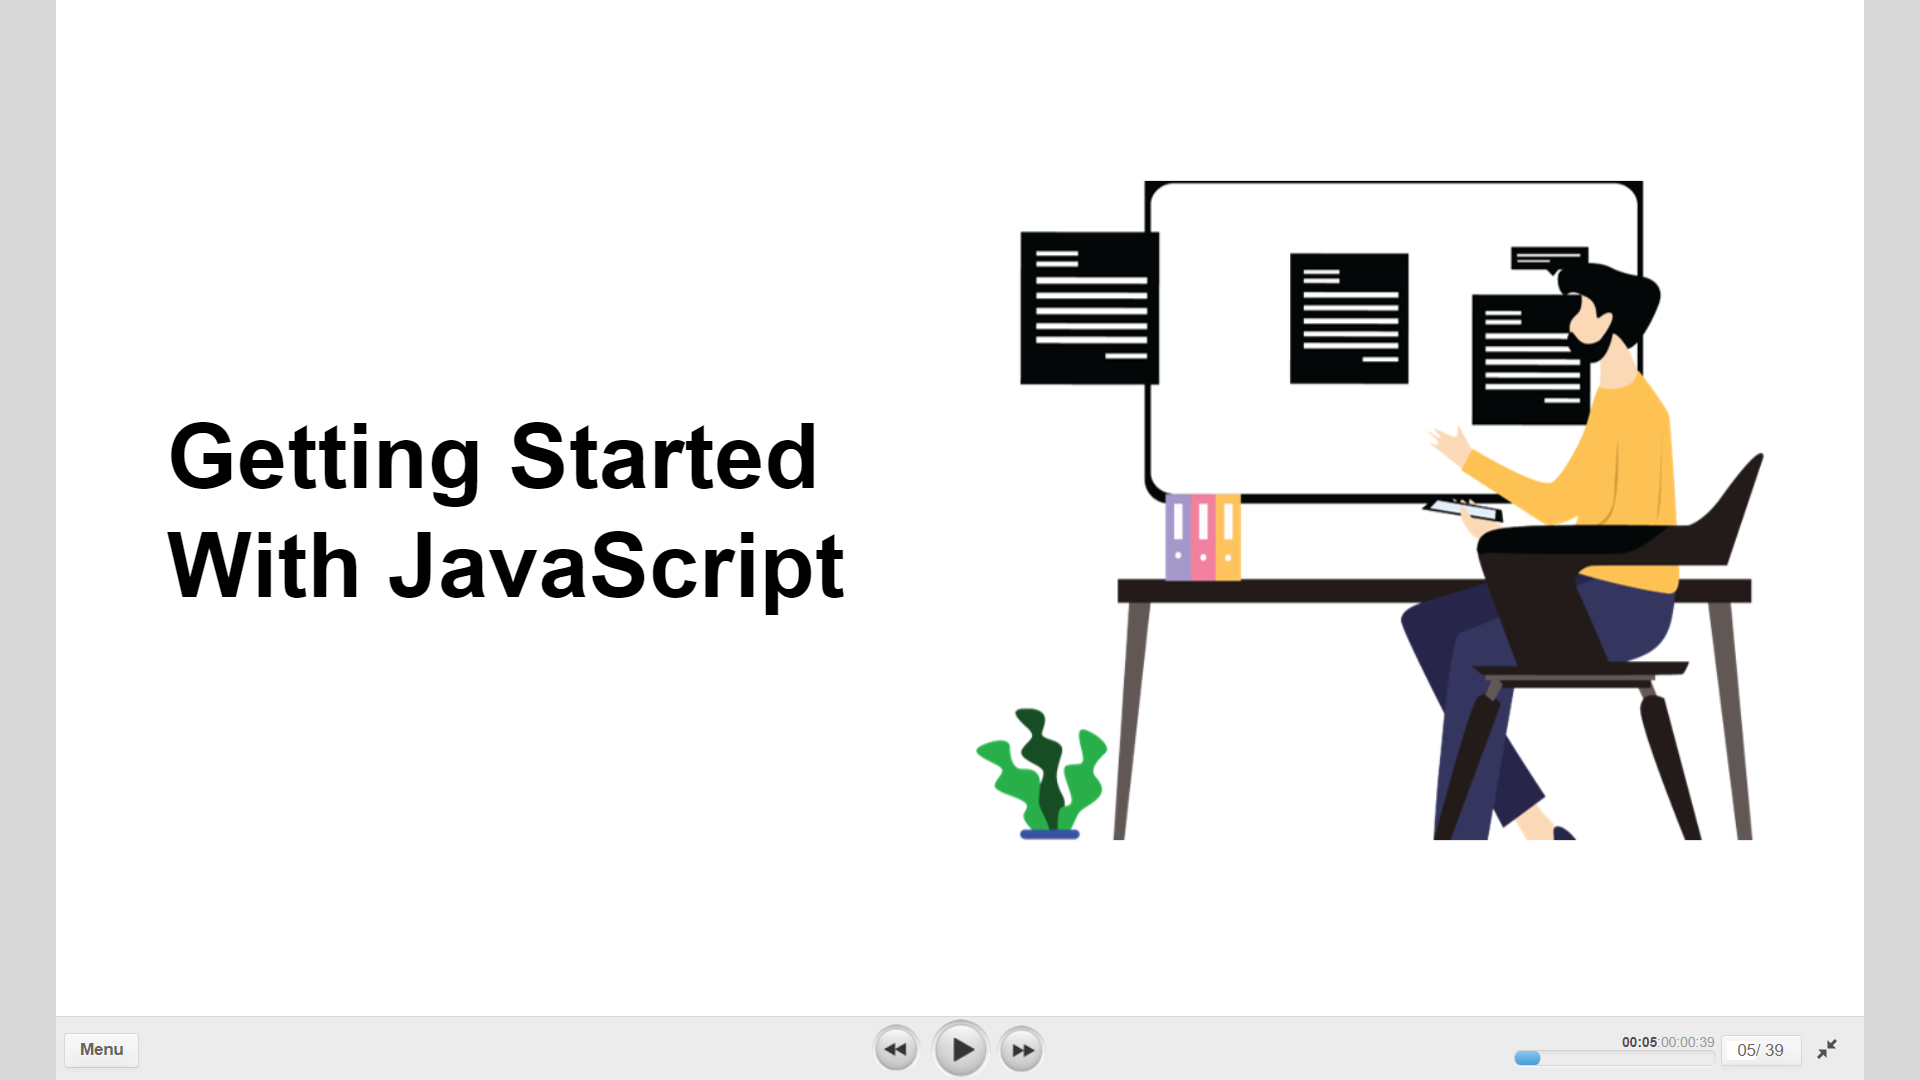 Getting Started
With JavaScript
Menu
00:05:00:00:39
05/ 39